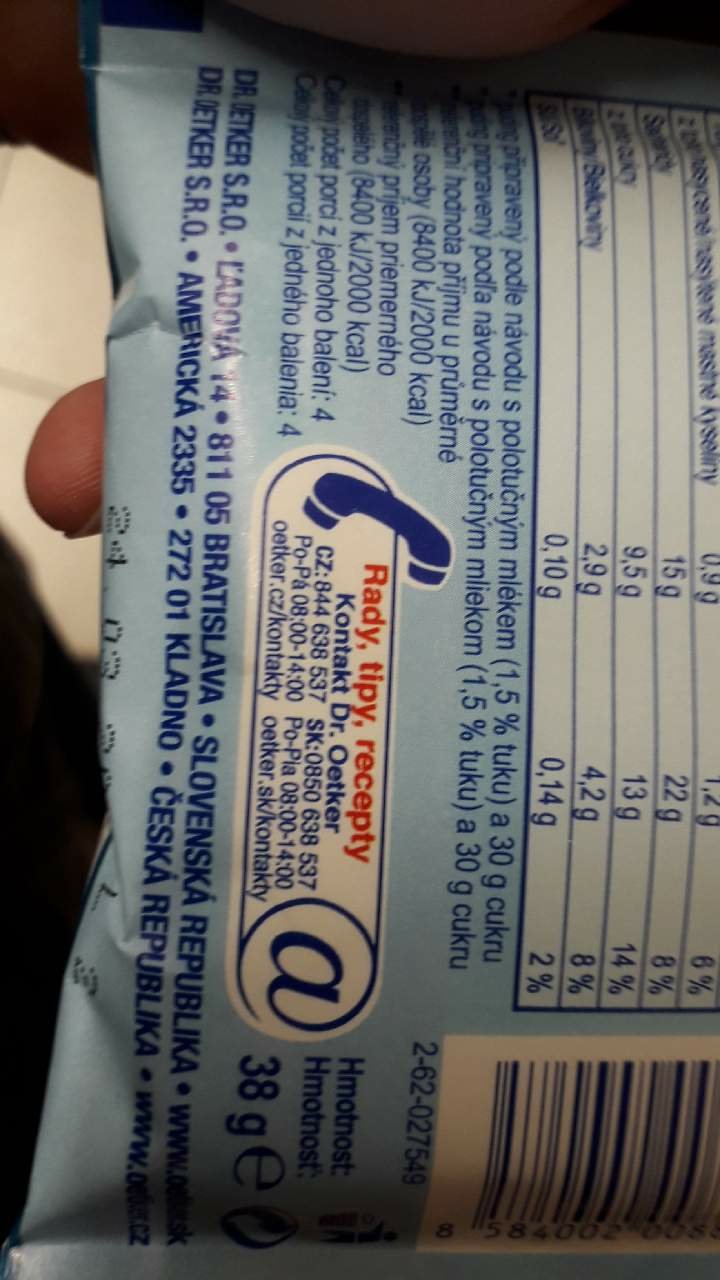 z toho nasycené/nasýtené mastné kyseliny 0,9 g 1,2 g 6 %
Sacharidy 15 g 22 g 8 %
z toho cukry 9,5 g 13 g 14 %
Bílkoviny/Bielkoviny 2,9 g 4,2 g 8 %
Sůl/Soľ 0,10 g 0,14 g 2 %
připravený podle návodu s polotučným mlékem (1,5 % tuku) a 30 g cukru
pripravený podľa návodu s polotučným mliekom (1,5 % tuku) a 30 g cukru
hodnota příjmu u průměrné
dospělé osoby (8400 kJ/2000 kcal)
** Referenčný príjem priemerného
dospelého (8400 kJ/2000 kcal)
Celkový počet porcí z jednoho balení: 4
Celkový počet porcií z jedného balenia: 4
Rady, tipy, recepty
Kontakt Dr. Oetker
CZ: 844 638 537 SK:0850 638 537
Po-Pá 08:00-14:00 Po-Pia 08:00-14:00
oetker.cz/kontakty oetker.sk/kontakty
@
2-62-027549
Hmotnost:
Hmotnosť:
38 g e
DR. OETKER S.R.O. • ĽADOVÁ 14 • 811 05 BRATISLAVA • SLOVENSKÁ REPUBLIKA • www.oetker.sk
DR. OETKER S.R.O. • AMERICKÁ 2335 • 272 01 KLADNO • ČESKÁ REPUBLIKA • www.oetker.cz
8 584002